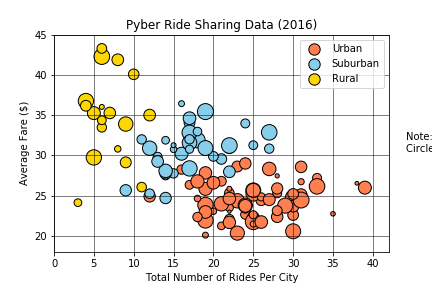 Pyber Ride Sharing Data (2016)
45
40
35
30
25
20
Average Fare ($)
Urban
Suburban
Rural
Note:
Circle
0 5 10 15 20 25 30 35 40
Total Number of Rides Per City